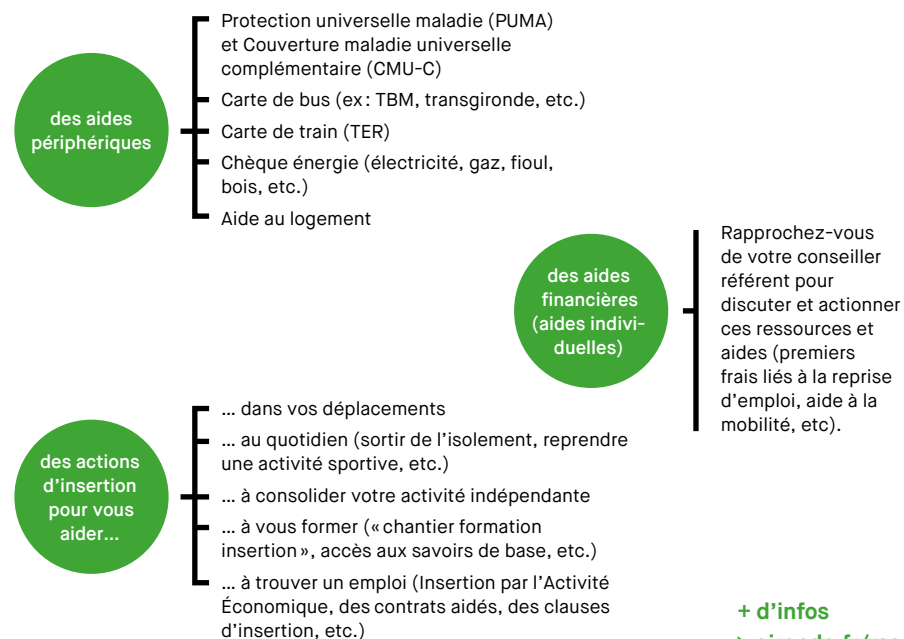 des aides
périphériques
Protection universelle maladie (PUMA)
et Couverture maladie universelle
complémentaire (CMU-C)
Carte de bus (ex : TBM, transgironde, etc.)
Carte de train (TER)
Chèque énergie (électricité, gaz, fioul,
bois, etc.)
Aide au logement
des aides
financières
(aides indivi-
duelles)
Rapprochez-vous
de votre conseiller
référent pour
discuter et actionner
ces ressources et
aides (premiers
frais liés à la reprise
d'emploi, aide à la
mobilité, etc).
des actions
d'insertion
pour vous
aider...
... dans vos déplacements
... au quotidien (sortir de l'isolement, reprendre
une activité sportive, etc.)
... à consolider votre activité indépendante
... à vous former (« chantier formation
insertion », accès aux savoirs de base, etc.)
... à trouver un emploi (Insertion par l'Activité
Économique, des contrats aidés, des clauses
d'insertion, etc.)
+ d'infos